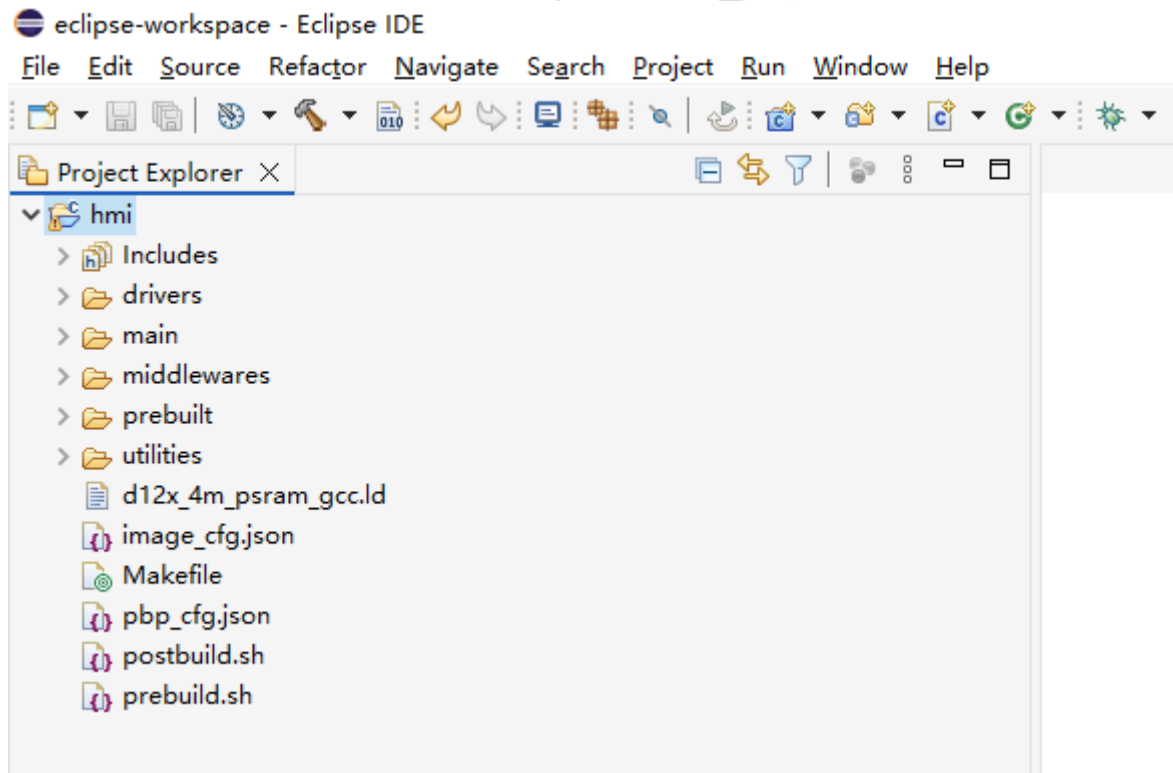 eclipse-workspace - Eclipse IDE
File Edit Source Refactor Navigate Search Project Run Window Help
Project Explorer
hmi
Includes
drivers
main
middlewares
prebuilt
utilities
d12x_4m_psram_gcc.ld
image_cfg.json
Makefile
pbp_cfg.json
postbuild.sh
prebuild.sh